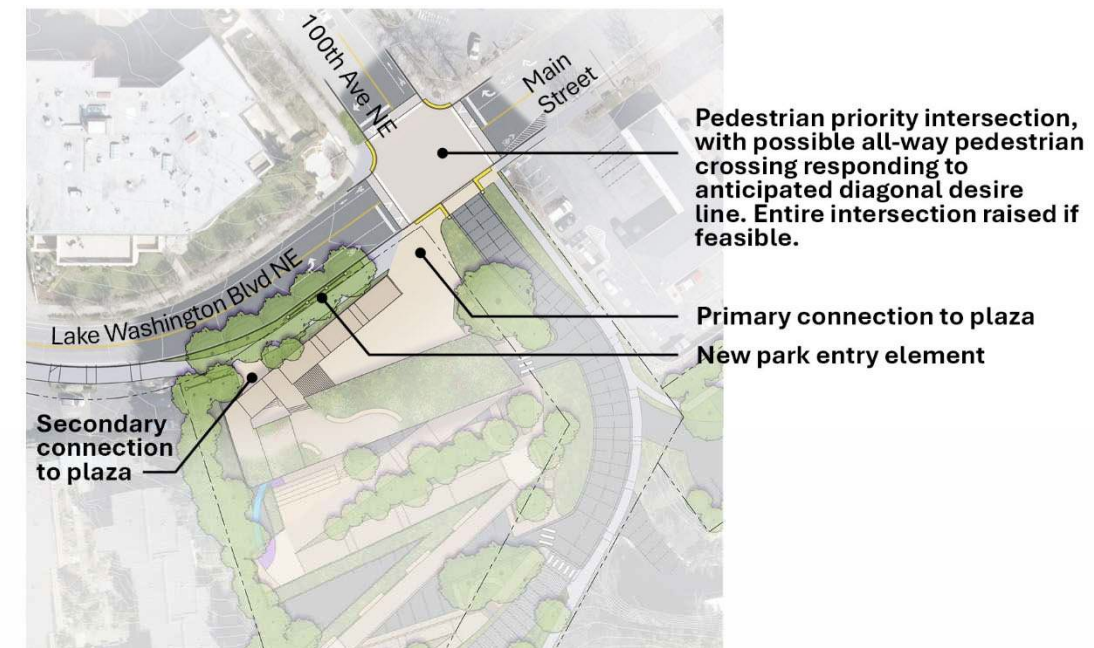 100th Ave NE
Main
Street
Pedestrian priority intersection,
with possible all-way pedestrian
crossing responding to
anticipated diagonal desire
line. Entire intersection raised if
feasible.
Lake Washington Blvd NE
Primary connection to plaza
New park entry element
Secondary
connection
to plaza